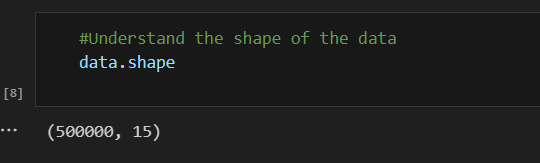 #Understand the shape of the data
data.shape
[8]
... (500000, 15)